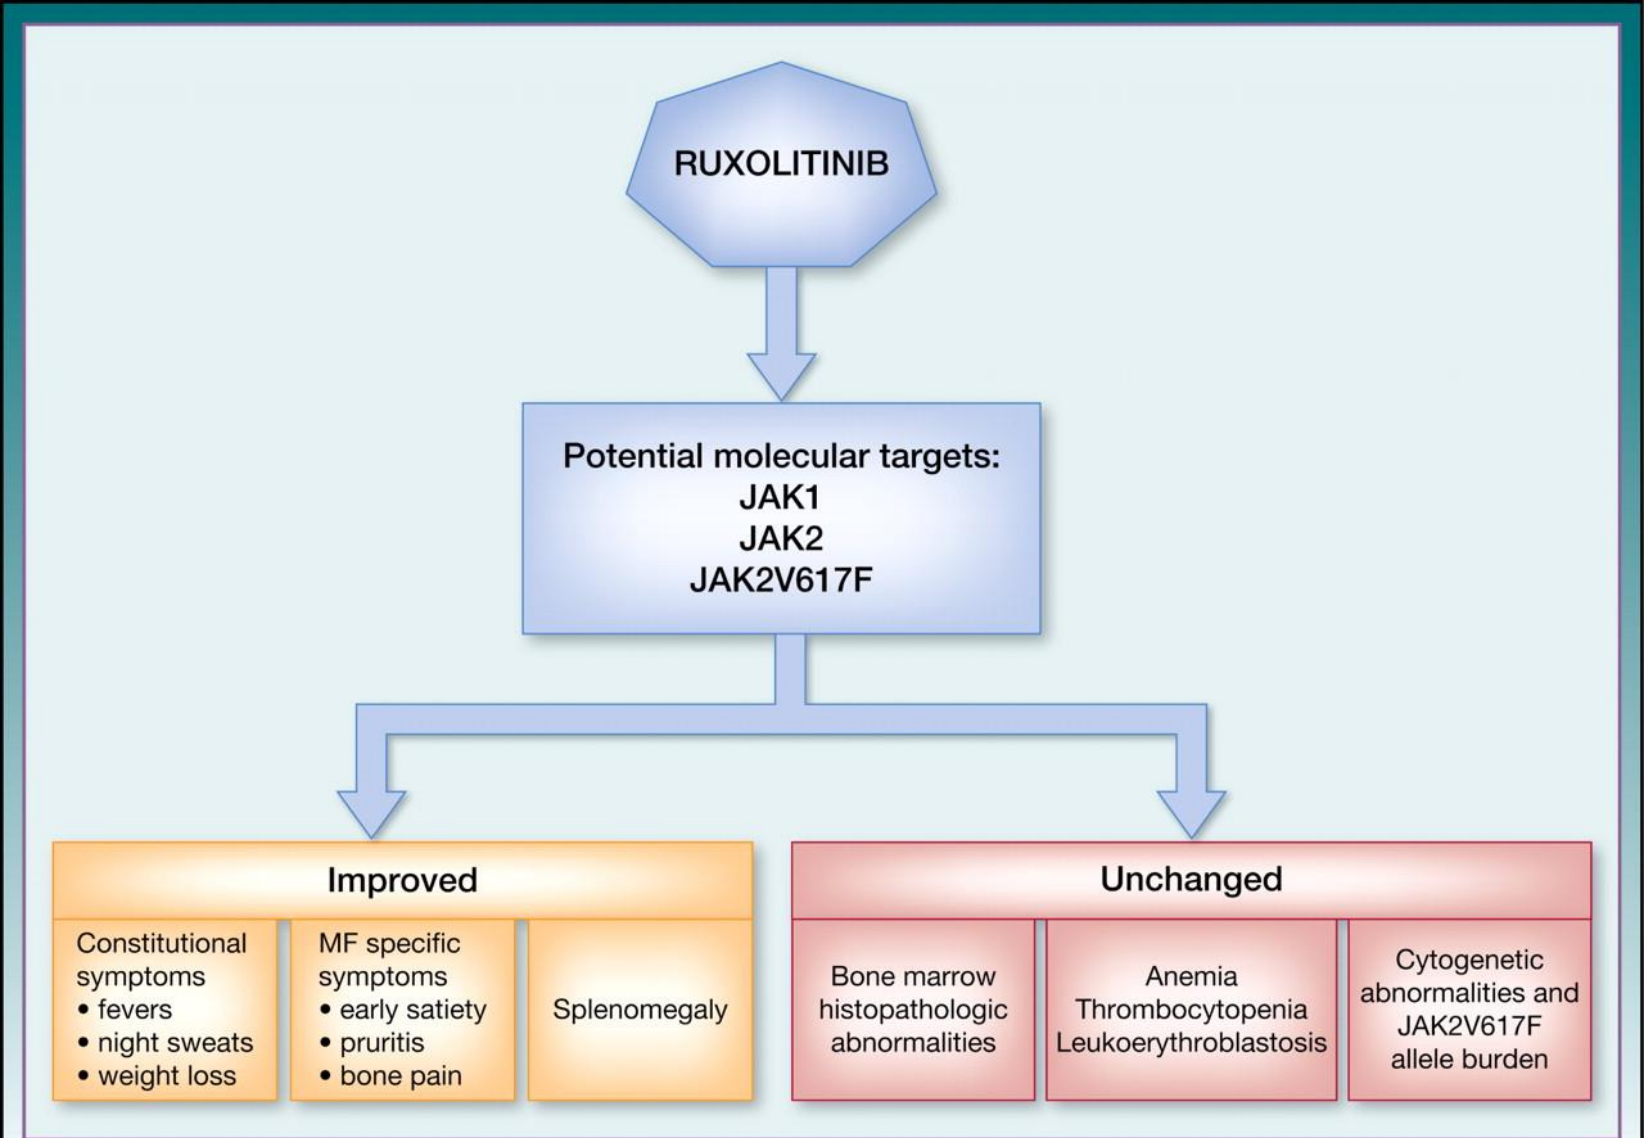 RUXOLITINIB
Potential molecular targets:
JAK1
JAK2
JAK2V617F
Improved
Constitutional
symptoms
• fevers
• night sweats
• weight loss
MF specific
symptoms
• early satiety
• pruritis
• bone pain
Splenomegaly
Unchanged
Bone marrow
histopathologic
abnormalities
Anemia
Thrombocytopenia
Leukoerythroblastosis
Cytogenetic
abnormalities and
JAK2V617F
allele burden